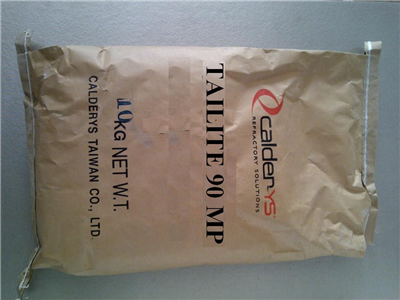 calderys
REFRACTORY SOLUTIONS
TAILITE 90 MP
10KG NET W.T.
CALDERYS TAIWAN CO., LTD.